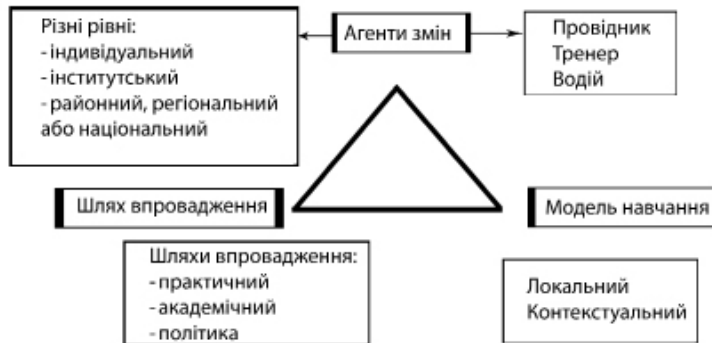 Різні рівні:
- індивідуальний
- інститутський
- районний, регіональний
або національний
Агенти змін
Провідник
Тренер
Водій
Шлях впровадження
Модель навчання
Шляхи впровадження:
- практичний
- академічний
- політика
Локальний
Контекстуальний